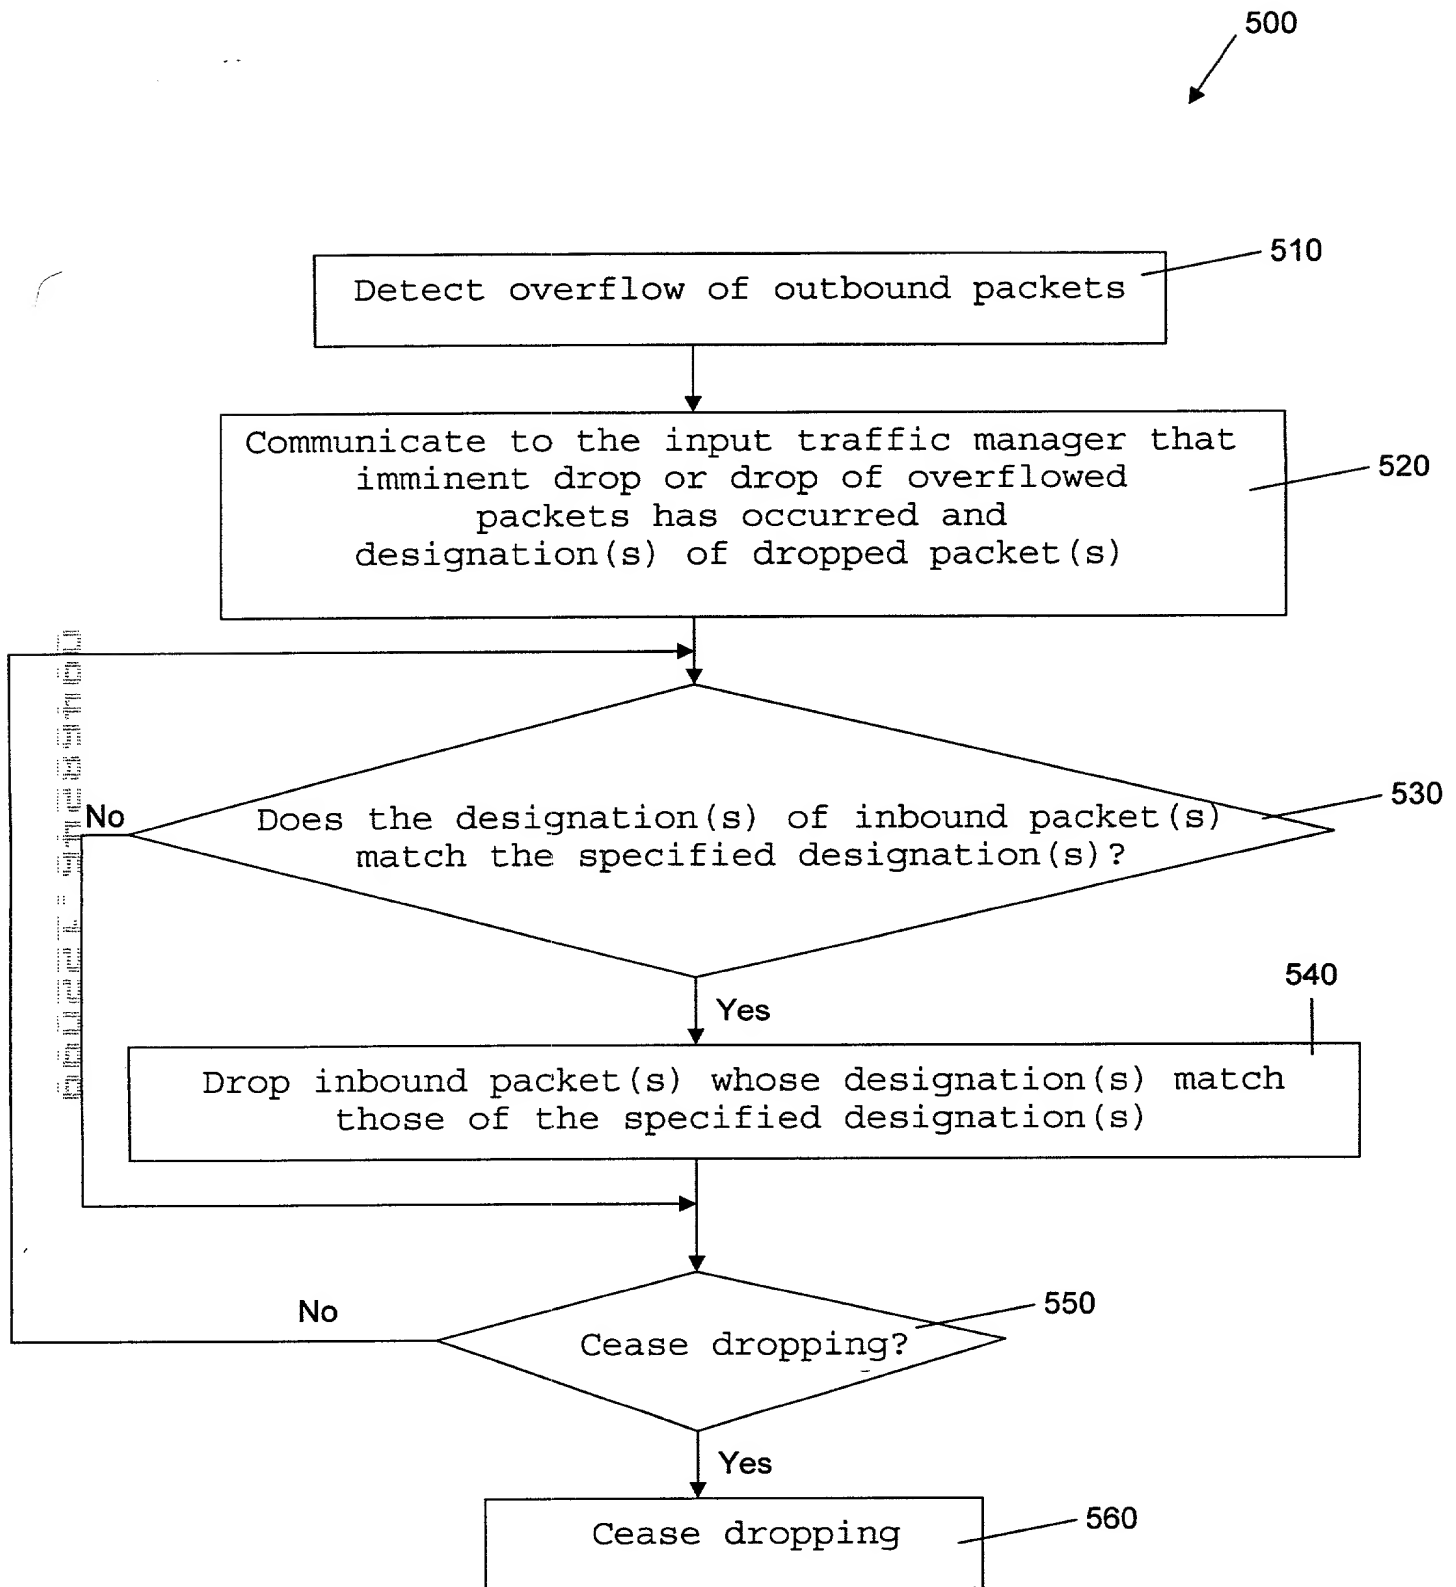 500
510
Detect overflow of outbound packets
Communicate to the input traffic manager that
imminent drop or drop of overflowed
packets has occurred and
designation(s) of dropped packet(s)
520
530
No
Does the designation(s) of inbound packet(s)
match the specified designation(s)?
540
Yes
Drop inbound packet(s) whose designation(s) match
those of the specified designation(s)
550
No
Cease dropping?
Yes
560
Cease dropping